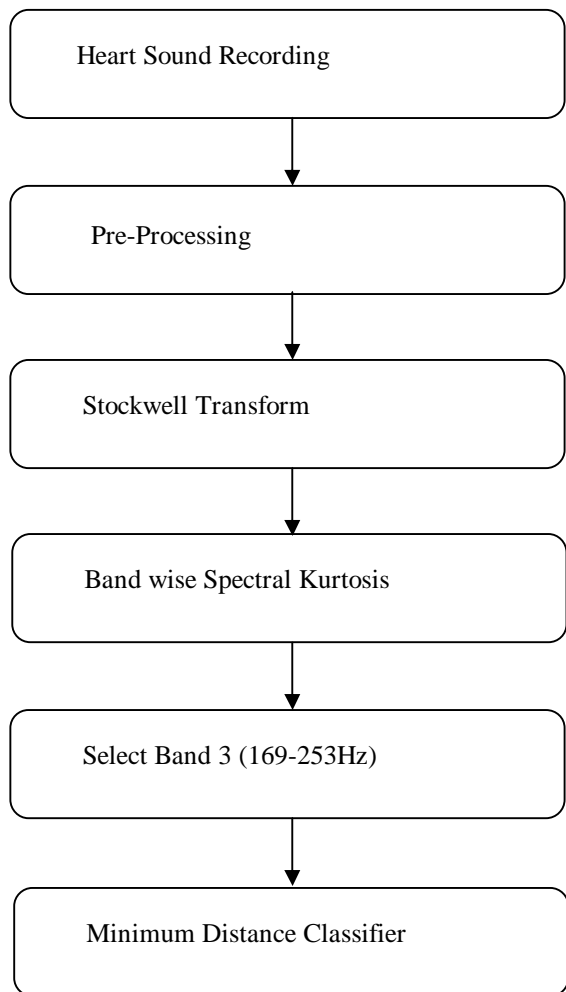 Heart Sound Recording
Pre-Processing
Stockwell Transform
Band wise Spectral Kurtosis
Select Band 3 (169-253Hz)
Minimum Distance Classifier